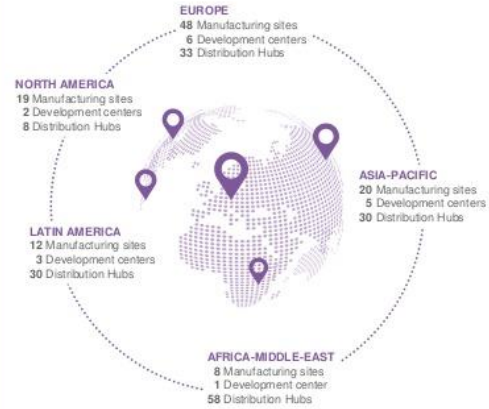 EUROPE
48 Manufacturing sites
6 Development centers
33 Distribution Hubs
NORTH AMERICA
19 Manufacturing sites
2 Development centers
8 Distribution Hubs
ASIA-PACIFIC
20 Manufacturing sites
5 Development centers
30 Distribution Hubs
LATIN AMERICA
12 Manufacturing sites
3 Development centers
30 Distribution Hubs
AFRICA-MIDDLE-EAST
8 Manufacturing sites
1 Development center
58 Distribution Hubs